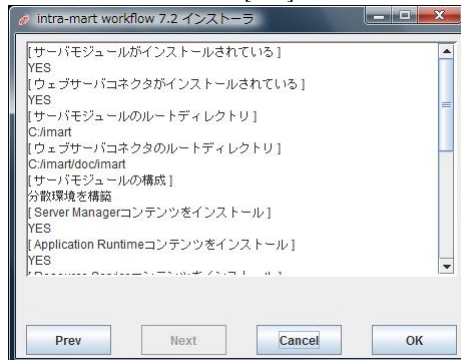 intra-mart workflow 7.2 インストーラ
[サーバモジュールがインストールされている]
YES
[ウェブサーバコネクタがインストールされている]
YES
[サーバモジュールのルートディレクトリ]
C:/imart
[ウェブサーバコネクタのルートディレクトリ]
C:/imart/doc/imart
[サーバモジュールの構成]
分散環境を構築
[Server Managerコンテンツをインストール]
YES
[Application Runtimeコンテンツをインストール]
YES
Prev
Next
Cancel
OK